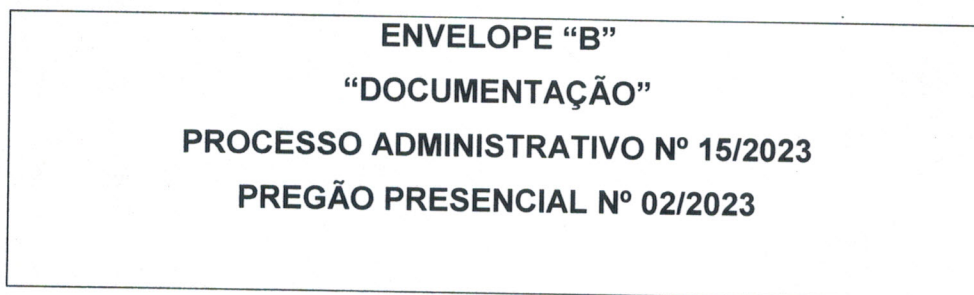 ENVELOPE “B”
“DOCUMENTAÇÃO”
PROCESSO ADMINISTRATIVO Nº 15/2023
PREGÃO PRESENCIAL Nº 02/2023